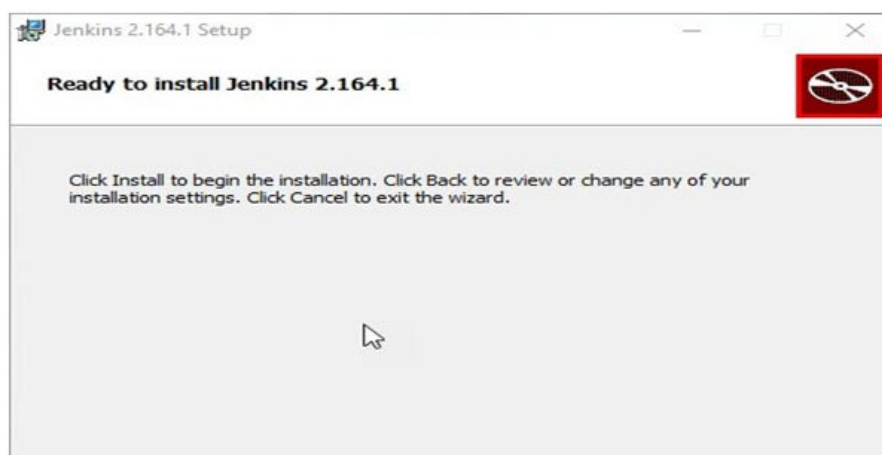 Jenkins 2.164.1 Setup
Ready to install Jenkins 2.164.1
Click Install to begin the installation. Click Back to review or change any of your
installation settings. Click Cancel to exit the wizard.